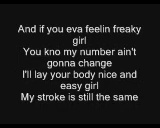 And if you eva feelin freaky
girl
You kno my number ain't
gonna change
I'll lay your body nice and
easy girl
My stroke is still the same